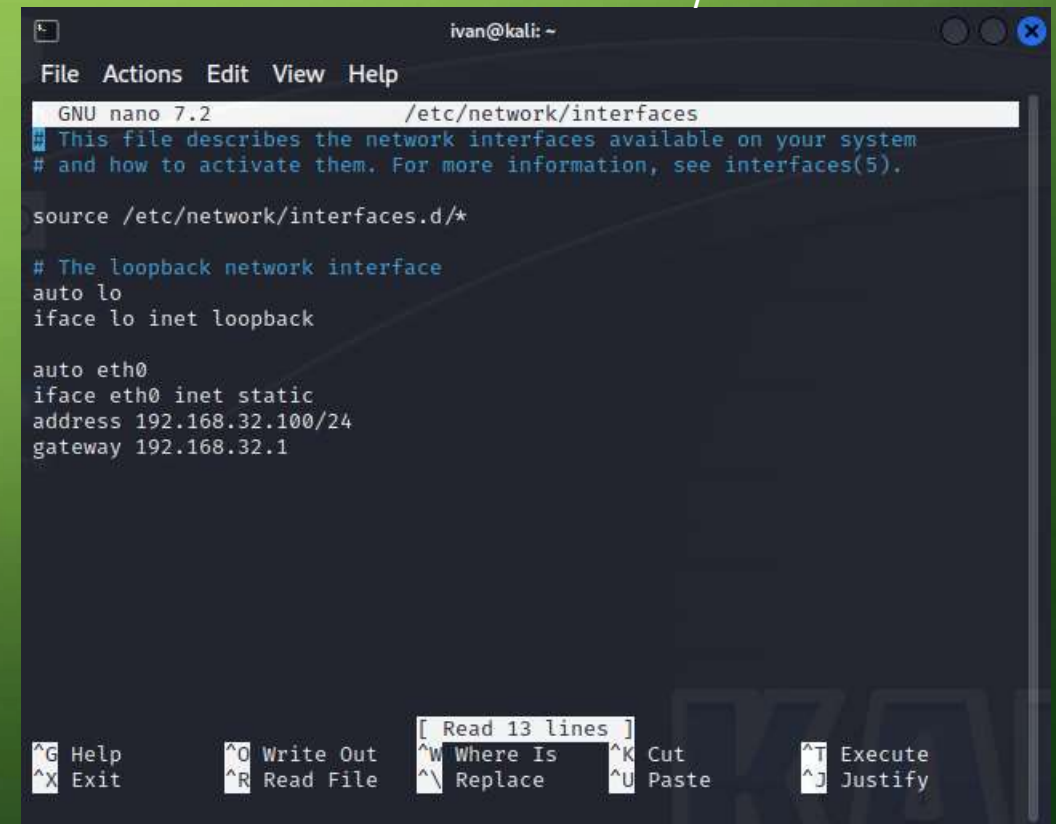 ivan@kali: ~
File Actions Edit View Help
GNU nano 7.2 /etc/network/interfaces
# This file describes the network interfaces available on your system
# and how to activate them. For more information, see interfaces(5).
source /etc/network/interfaces.d/*
# The loopback network interface
auto lo
iface lo inet loopback
auto eth0
iface eth0 inet static
address 192.168.32.100/24
gateway 192.168.32.1
[ Read 13 lines ]
^G Help ^O Write Out ^W Where Is ^K Cut ^T Execute
^X Exit ^R Read File ^\ Replace ^U Paste ^J Justify